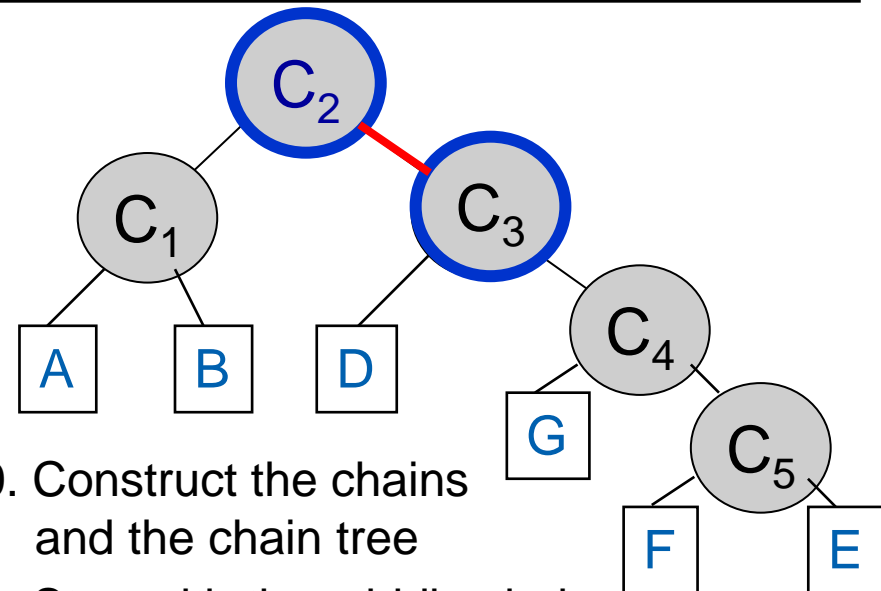 C2
C1
C3
C4
A
B
D
G
C5
F
E
. Construct the chains
and the chain tree